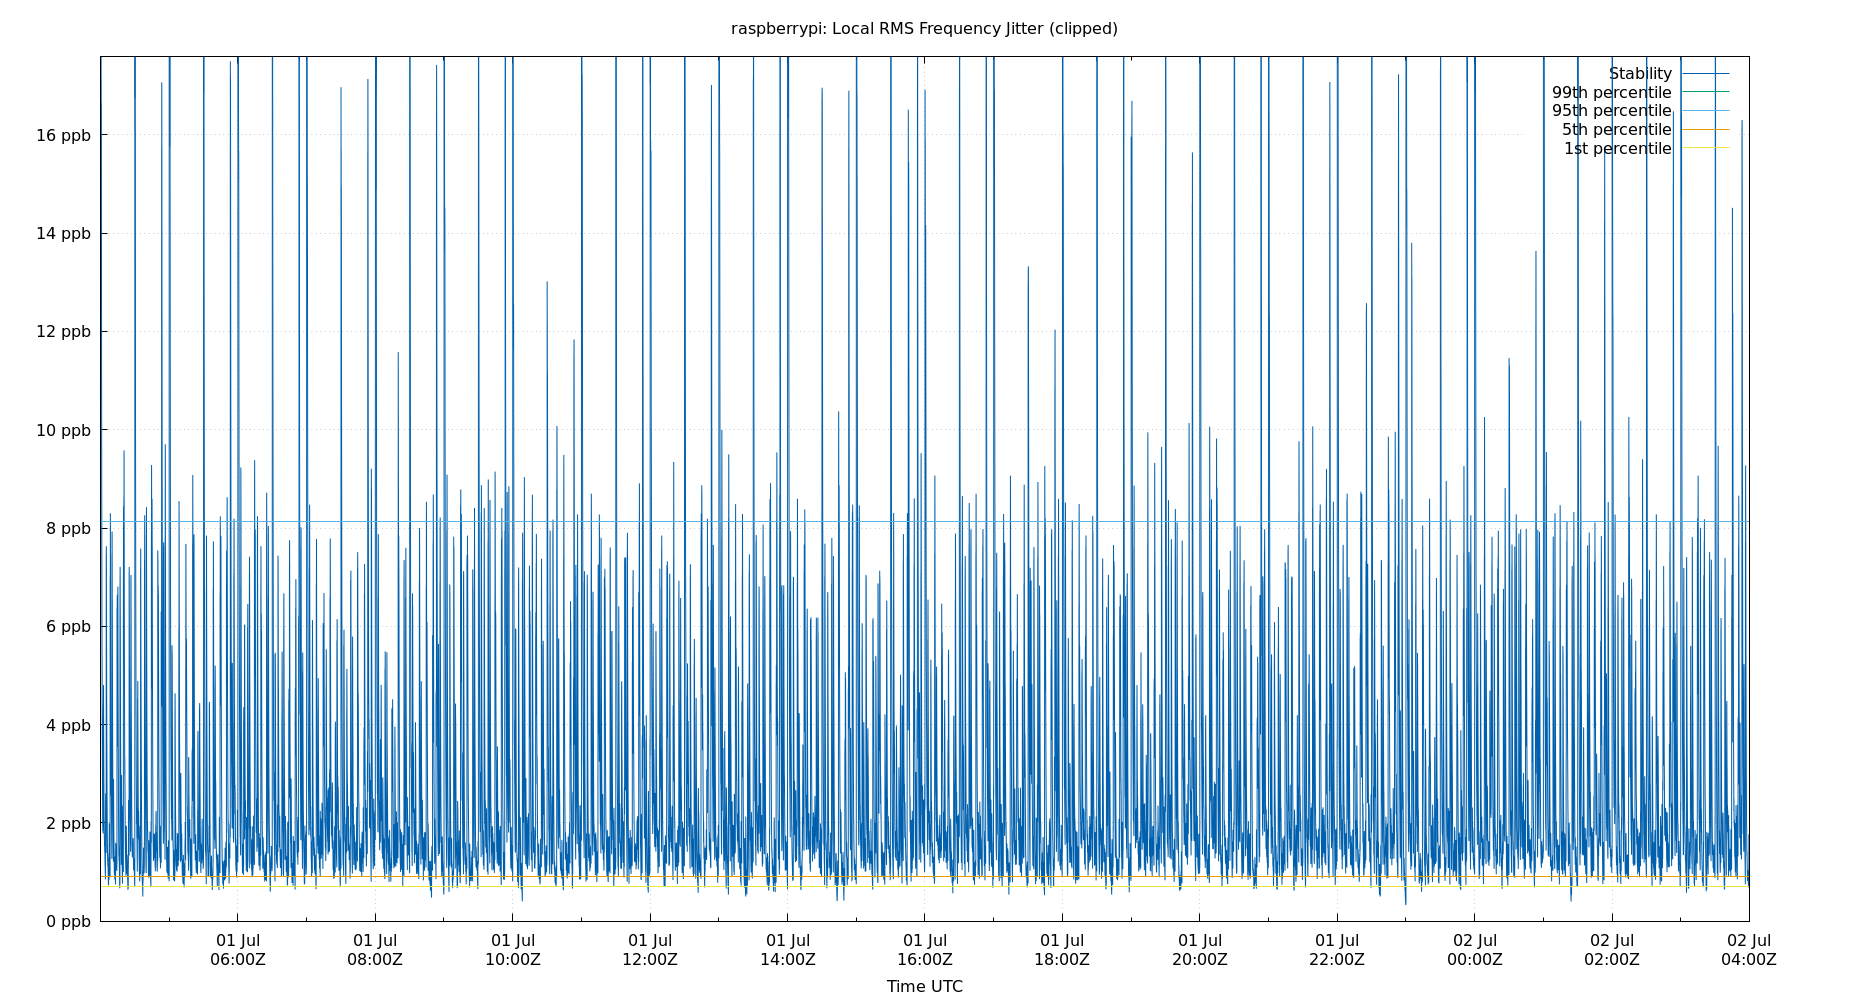 raspberrypi: Local RMS Frequency Jitter (clipped)
Stability
99th percentile
95th percentile
5th percentile
1st percentile
16 ppb
14 ppb
12 ppb
10 ppb
8 ppb
6 ppb
4 ppb
2 ppb
0 ppb
01 Jul 01 Jul 01 Jul 01 Jul 01 Jul 01 Jul 01 Jul 01 Jul 01 Jul 02 Jul 02 Jul 02 Jul
06:00Z 08:00Z 10:00Z 12:00Z 14:00Z 16:00Z 18:00Z 20:00Z 22:00Z 00:00Z 02:00Z 04:00Z
Time UTC